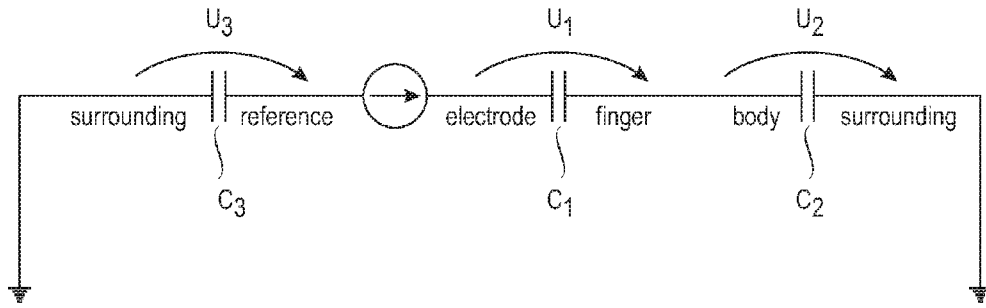 U3 U1 U2
surrounding reference electrode finger body surrounding
C3 C1 C2